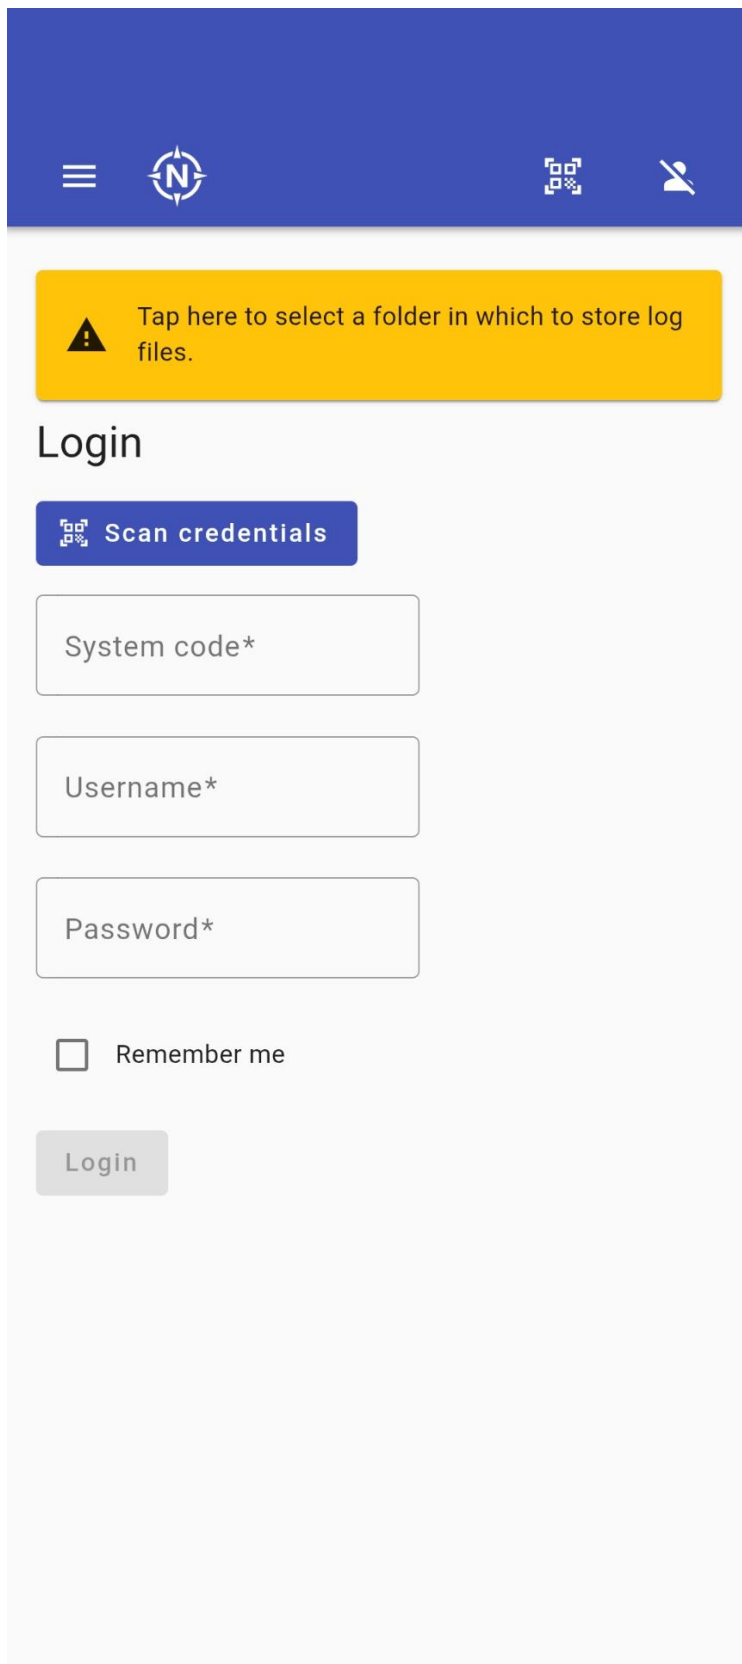 N
Tap here to select a folder in which to store log
files.
Login
Scan credentials
System code*
Username*
Password*
Remember me
Login